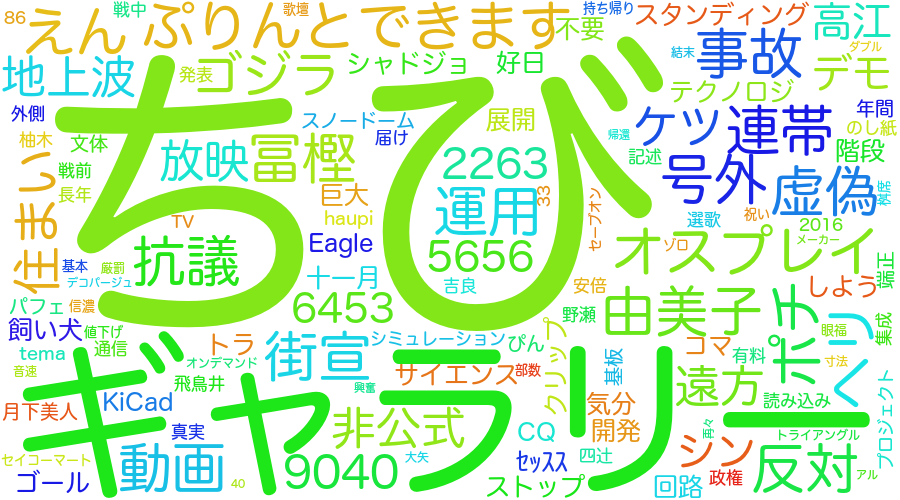 86
戦中
歌壇
持ち帰り
えん
ぷりんと
できます
不要
スタンディング
高江
地上波
発表
ゴジラ
シャドジョ
好日
事故
ダブル
デモ
結末
テクノロジ
外側
柚木
文体
スノードーム
届け
展開
ケツ
連帯
年間
のし紙
ちび
放映
冨樫
2263
帰還
記述
号外
階段
戦前
長年
住まい
巨大
haupi
運用
33
セーブオン
選歌
虚偽
祝い
2016
メーカー
TV
Eagle
基本
厳罰
デコパージュ
抗議
十一月
5656
吉良
安倍
オスプレイ
ゾロ
端正
パフェ
信濃
6453
野瀬
由美子
しよう
ポチ
飼い犬
値下げ
通信
tema
トラ
街宣
シミュレーション
ぴん
クリップ
コマ
有料
眼福
集成
ヘリ
音速
オンデマンド
飛鳥井
サイエンス
部数
基板
遠方
寸法
ギャラリー
興奮
月下美人
KiCad
非公式
気分
読み込み
プロジェクト
真実
セイコーマート
動画
CQ
開発
シン
再々
トライアングル
ゴール
9040
大矢
セッスス
四辻
反対
40
ストップ
回路
政権
アル